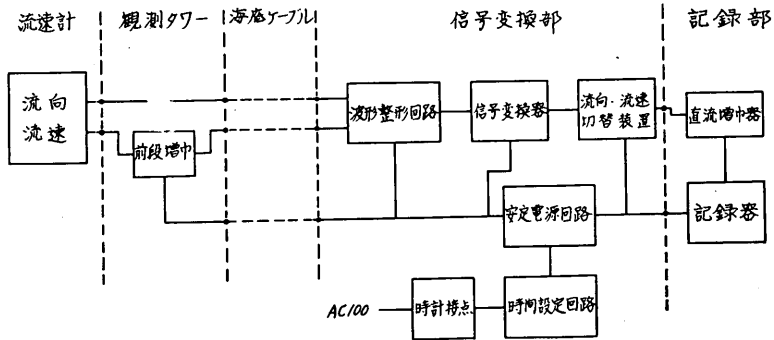 流速計
観測タワー
海底ケーブル
信号変換部
記録部
流向
流速
前段増巾
波形整形回路
信号変換器
流向・流速
切替装置
直流増巾器
安定電源回路
記録器
AC100
時計接点
時間設定回路